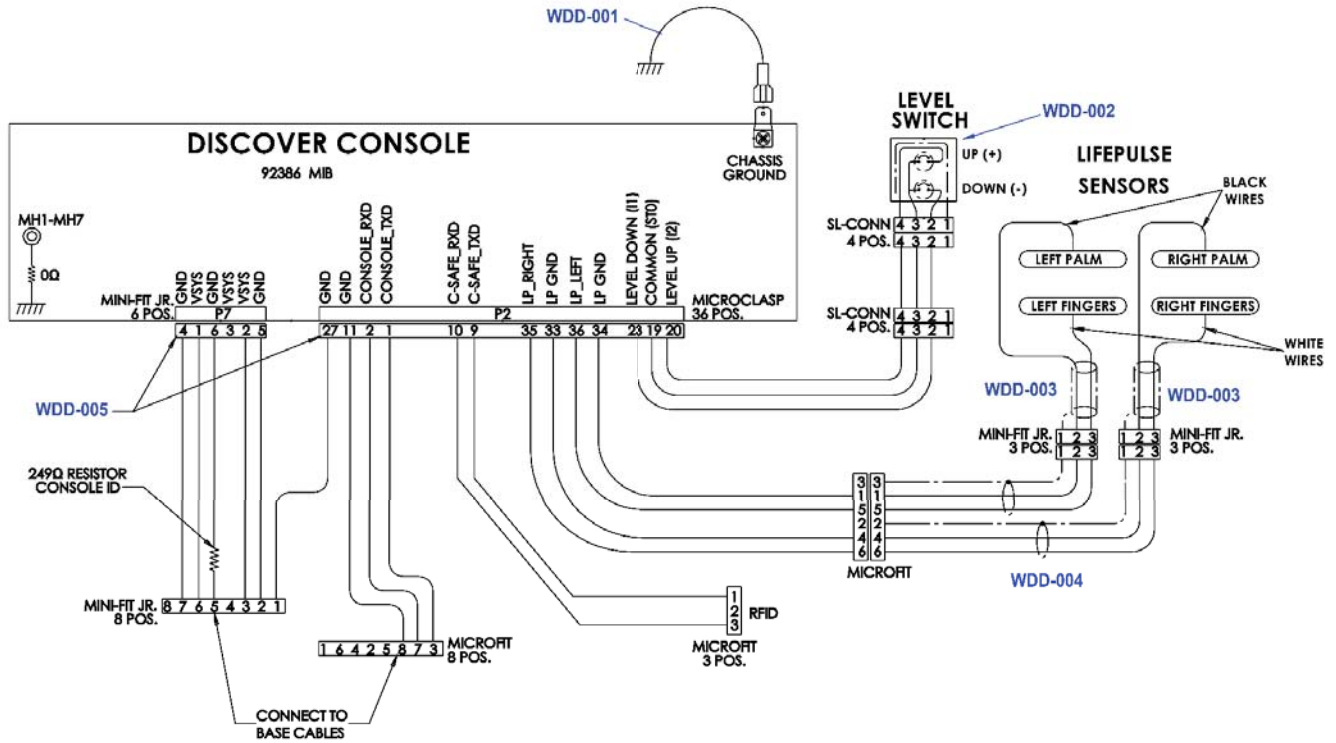 WDD-001
DISCOVER CONSOLE
92386 MIB
CHASSIS
GROUND
LEVEL
SWITCH
WDD-002
UP (+)
DOWN (-)
SL-CONN
4 POS.
4 3 2 1
4 3 2 1
LIFEPULSE
SENSORS
BLACK
WIRES
LEFT PALM
RIGHT PALM
LEFT FINGERS
RIGHT FINGERS
WHITE
WIRES
MH1-MH7
0Ω
MINI-FIT JR.
6 POS.
GND
VSYS
GND
VSYS
VSYS
GND
P7
4 1 6 3 2 5
GND
GND
CONSOLE_RXD
CONSOLE_TXD
C-SAFE_RXD
C-SAFE_TXD
LP_RIGHT
LP GND
LP_LEFT
LP GND
LEVEL DOWN (I1)
COMMON (ST0)
LEVEL UP (I2)
P2
MICROCLASP
36 POS.
27 11 2 1 10 9 35 33 36 34 23 19 20
SL-CONN
4 POS.
4 3 2 1
4 3 2 1
WDD-005
WDD-003
WDD-003
MINI-FIT JR.
3 POS.
1 2 3
1 2 3
1 2 3
1 2 3
MINI-FIT JR.
3 POS.
249Ω RESISTOR
CONSOLE ID
3 3
1 1
5 5
2 2
4 4
6 6
MICROFIT
WDD-004
MINI-FIT JR.
8 POS.
8 7 6 5 4 3 2 1
1 6 4 2 5 8 7 3
MICROFIT
8 POS.
1
2
3
RFID
MICROFIT
3 POS.
CONNECT TO
BASE CABLES